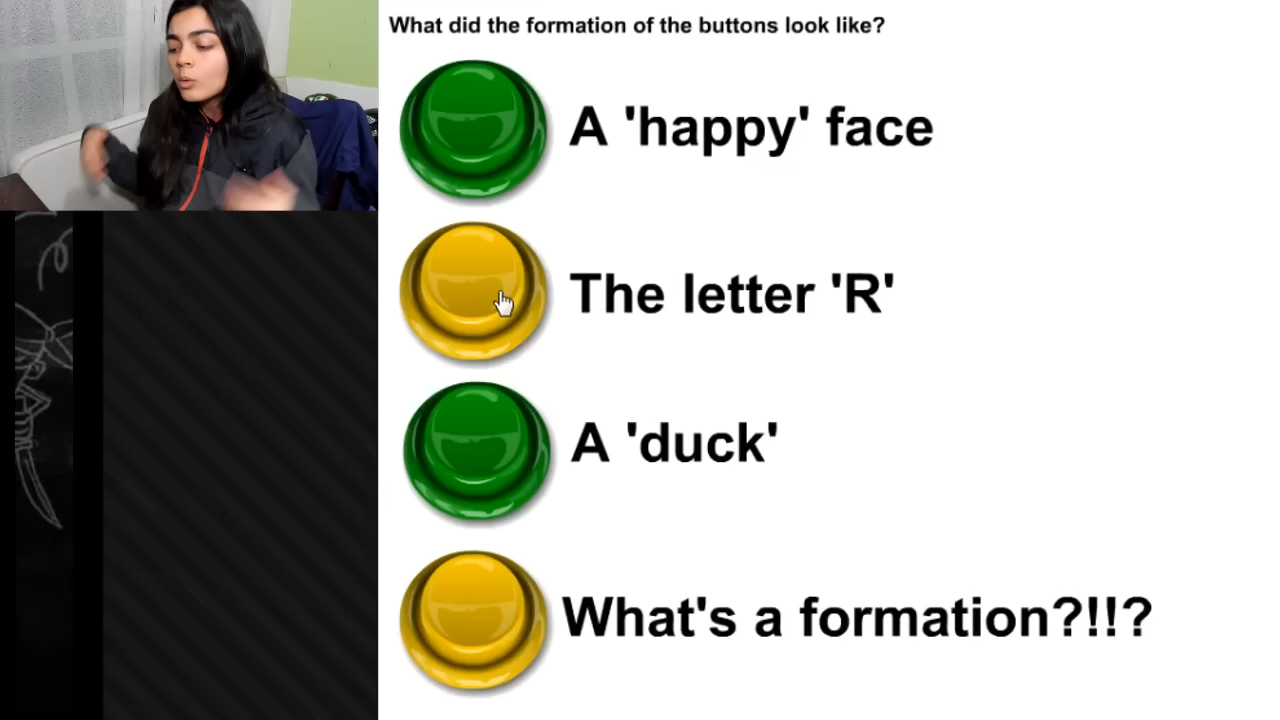 What did the formation of the buttons look like?
A 'happy' face
The letter 'R'
A 'duck'
What's a formation?!!?